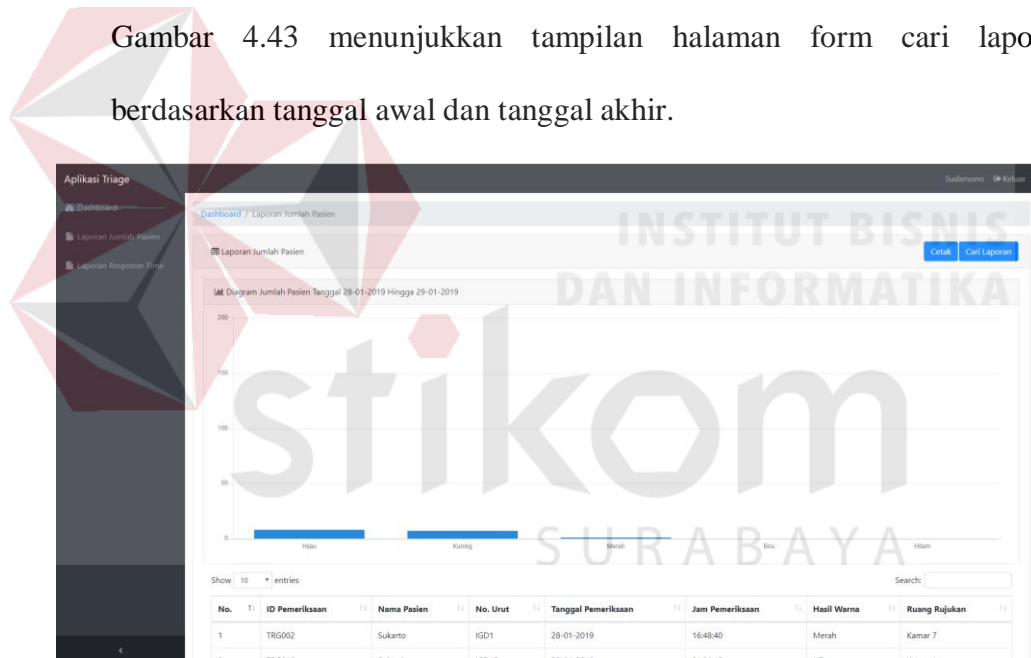 Gambar 4.43 menunjukkan tampilan halaman form cari lapo
berdasarkan tanggal awal dan tanggal akhir.
Aplikasi Triage
Sudarsono Keluar
Dashboard
Laporan Jumlah Pasien
Laporan Response Time
Dashboard / Laporan Jumlah Pasien
INSTITUT BISNIS
DAN INFORMATIKA
stikom
SURABAYA
Laporan Jumlah Pasien
Cetak Cari Laporan
Diagram Jumlah Pasien Tanggal 28-01-2019 Hingga 29-01-2019
200
150
100
50
0
Hijau Kuning Merah Biru Hitam
Show 10 entries
Search:
No. ID Pemeriksaan Nama Pasien No. Urut Tanggal Pemeriksaan Jam Pemeriksaan Hasil Warna Ruang Rujukan
1 TRG002 Sukarto IGD1 28-01-2019 16:48:40 Merah Kamar 7